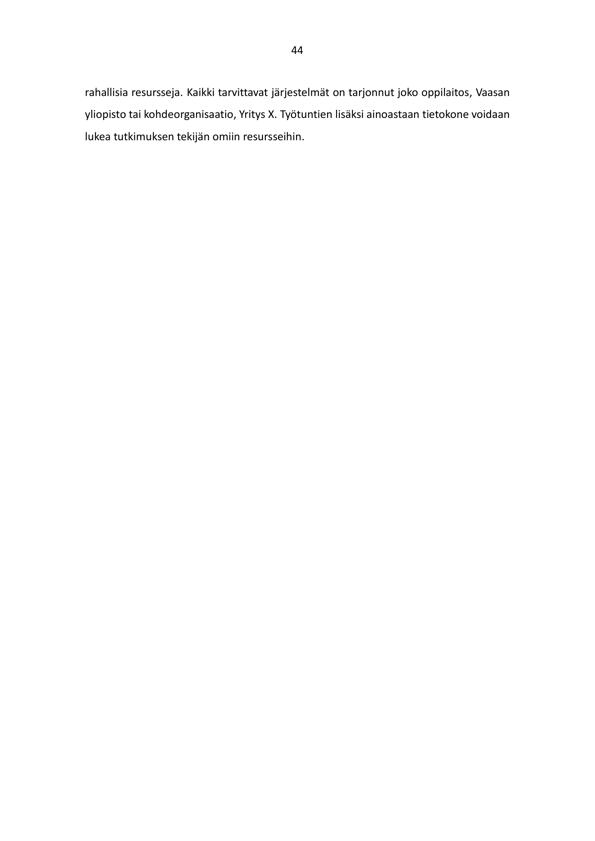 44
rahallisia resursseja. Kaikki tarvittavat järjestelmät on tarjonnut joko oppilaitos, Vaasan
yliopisto tai kohdeorganisaatio, Yritys X. Työtuntien lisäksi ainoastaan tietokone voidaan
lukea tutkimuksen tekijän omiin resursseihin.